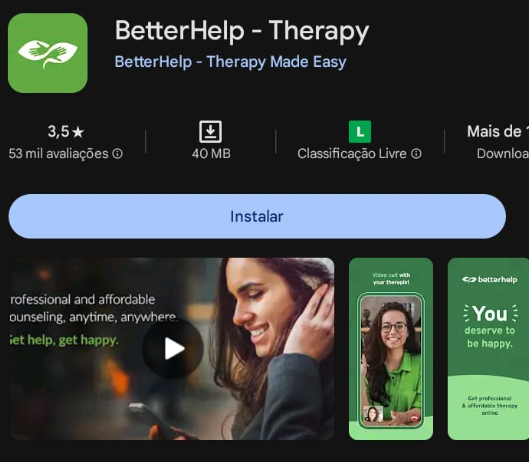 BetterHelp - Therapy
BetterHelp - Therapy Made Easy
3,5★
53 mil avaliações
40 MB
L
Classificação Livre
Mais de
Downloa
Instalar
rofessional and affordable
ounseling, anytime, anywhere.
et help, get happy.
Video call with
your therapist!
betterhelp
You
deserve to
be happy.
Get professional
& affordable therapy
online